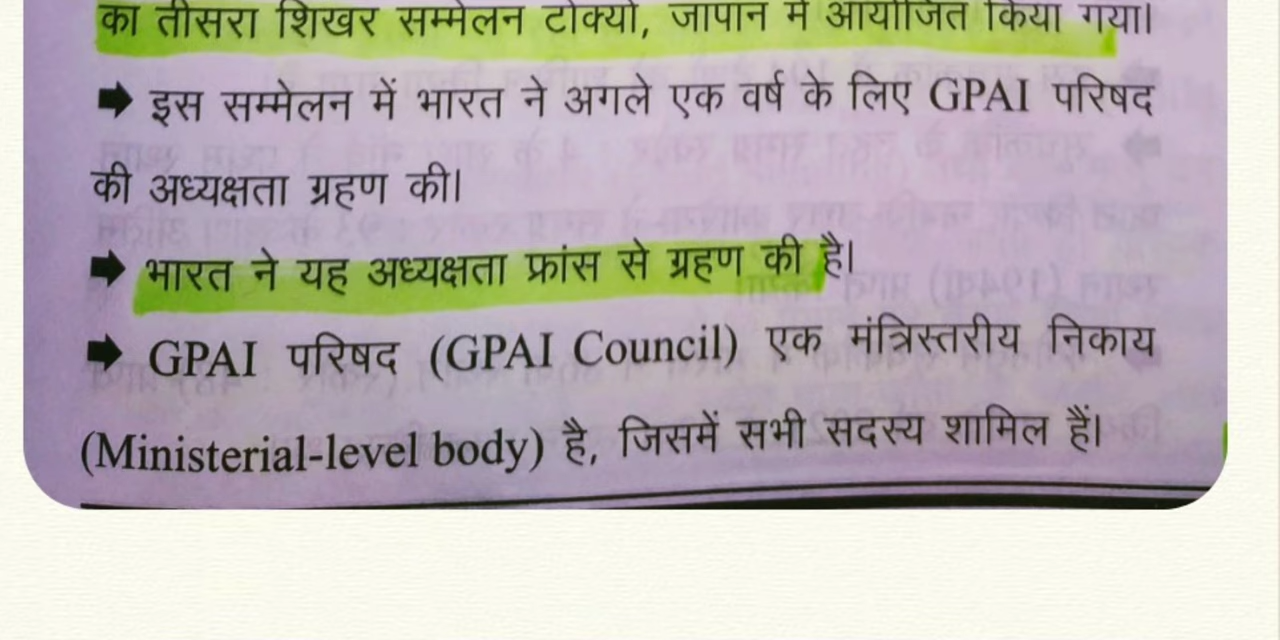 का तीसरा शिखर सम्मेलन टोक्यो, जापान में आयोजित किया गया।
➡ इस सम्मेलन में भारत ने अगले एक वर्ष के लिए GPAI परिषद
की अध्यक्षता ग्रहण की।
➡ भारत ने यह अध्यक्षता फ्रांस से ग्रहण की है।
➡ GPAI परिषद (GPAI Council) एक मंत्रिस्तरीय निकाय
(Ministerial-level body) है, जिसमें सभी सदस्य शामिल हैं।